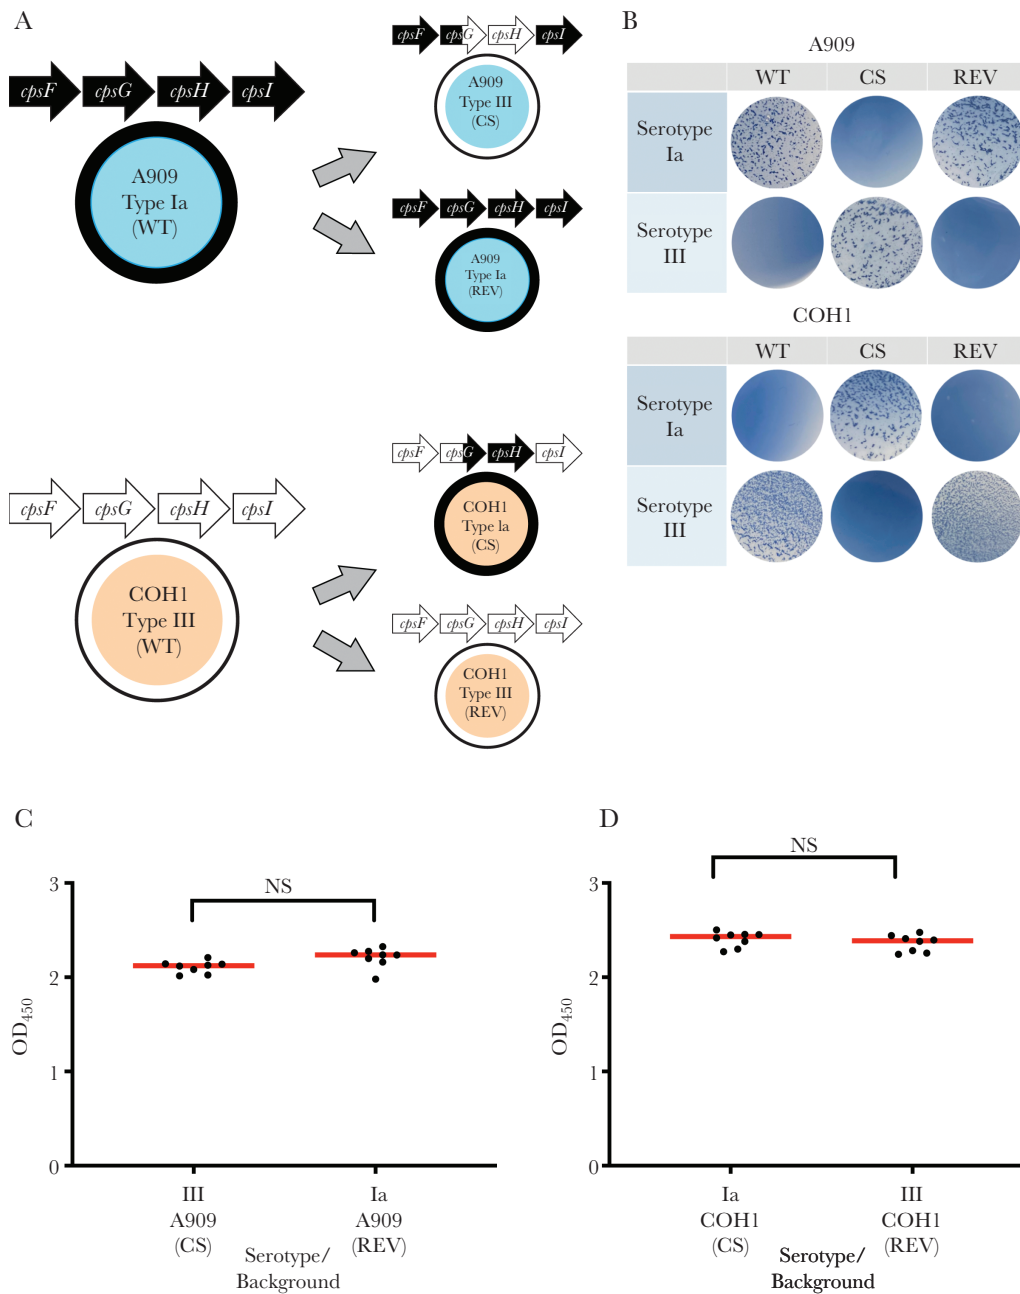 A
cpsF cpsG cpsH cpsI
A909
Type Ia
(WT)
cpsF cpsG cpsH cpsI
A909
Type III
(CS)
cpsF cpsG cpsH cpsI
A909
Type Ia
(REV)
cpsF cpsG cpsH cpsI
COH1
Type III
(WT)
cpsF cpsG cpsH cpsI
COH1
Type Ia
(CS)
cpsF cpsG cpsH cpsI
COH1
Type III
(REV)
B
A909
WT CS REV
Serotype
Ia
Serotype
III
COH1
WT CS REV
Serotype
Ia
Serotype
III
C
NS
3
2
1
0
OD450
III
A909
(CS)
Ia
A909
(REV)
Serotype/
Background
D
NS
3
2
1
0
OD450
Ia
COH1
(CS)
III
COH1
(REV)
Serotype/
Background